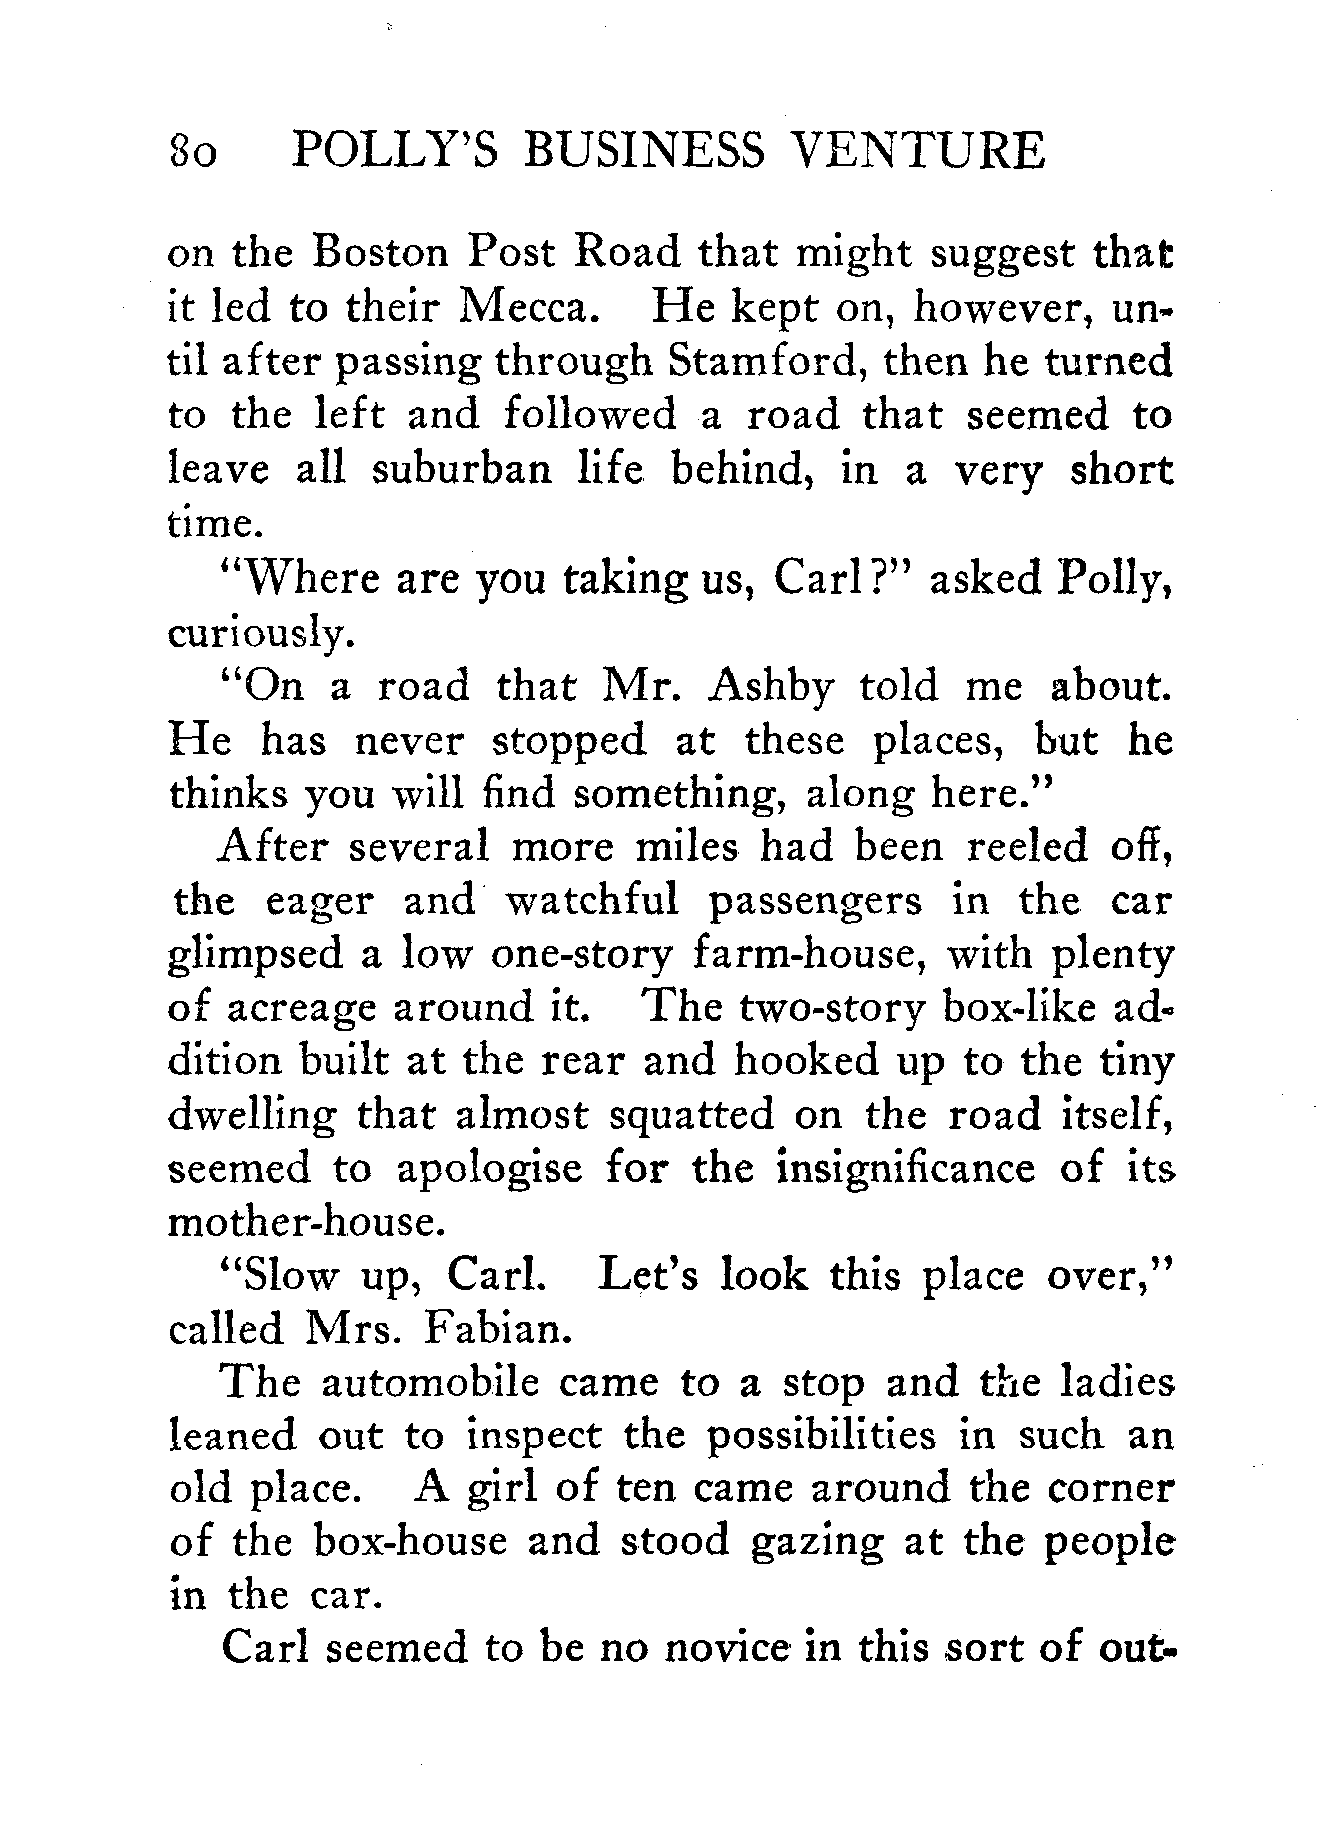 80 POLLY'S BUSINESS VENTURE
on the Boston Post Road that might suggest that
it led to their Mecca. He kept on, however, un-
til after passing through Stamford, then he turned
to the left and followed a road that seemed to
leave all suburban life behind, in a very short
time.
"Where are you taking us, Carl?" asked Polly,
curiously.
"On a road that Mr. Ashby told me about.
He has never stopped at these places, but he
thinks you will find something, along here."
After several more miles had been reeled off,
the eager and watchful passengers in the car
glimpsed a low one-story farm-house, with plenty
of acreage around it. The two-story box-like ad-
dition built at the rear and hooked up to the tiny
dwelling that almost squatted on the road itself,
seemed to apologise for the insignificance of its
mother-house.
"Slow up, Carl. Let's look this place over,"
called Mrs. Fabian.
The automobile came to a stop and the ladies
leaned out to inspect the possibilities in such an
old place. A girl of ten came around the corner
of the box-house and stood gazing at the people
in the car.
Carl seemed to be no novice in this sort of out-